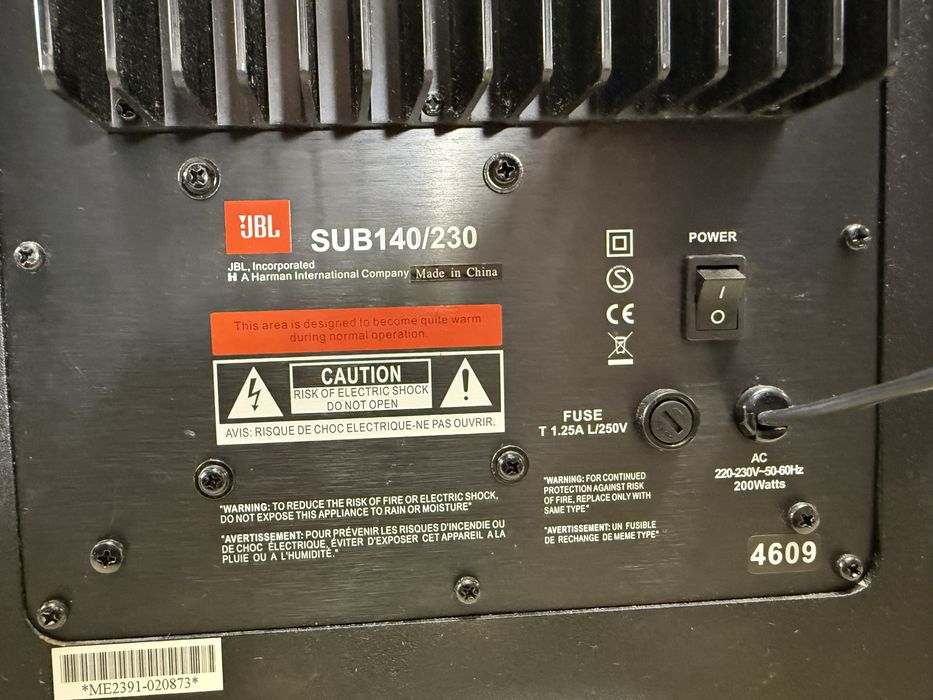 JBL
SUB140/230
JBL, Incorporated
H A Harman International Company
Made in China
This area is designed to become quite warm
during normal operation.
CAUTION
RISK OF ELECTRIC SHOCK
DO NOT OPEN
AVIS: RISQUE DE CHOC ELECTRIQUE-NE PAS OUVRIR.
"WARNING: TO REDUCE THE RISK OF FIRE OR ELECTRIC SHOCK,
DO NOT EXPOSE THIS APPLIANCE TO RAIN OR MOISTURE"
"AVERTISSEMENT: POUR PRÉVENIR LES RISQUES D'INCENDIE OU
DE CHOC ÉLECTRIQUE, ÉVITER D'EXPOSER CET APPAREIL A LA
PLUIE OU A L'HUMIDITÉ."
POWER
I
O
CE
FUSE
T 1.25A L/250V
AC
220-230V~50-60Hz
200Watts
"WARNING: FOR CONTINUED
PROTECTION AGAINST RISK
OF FIRE, REPLACE ONLY WITH
SAME TYPE"
"AVERTISSEMENT: UN FUSIBLE
DE RECHANGE DE MEME TYPE"
4609
*ME2391-020873*